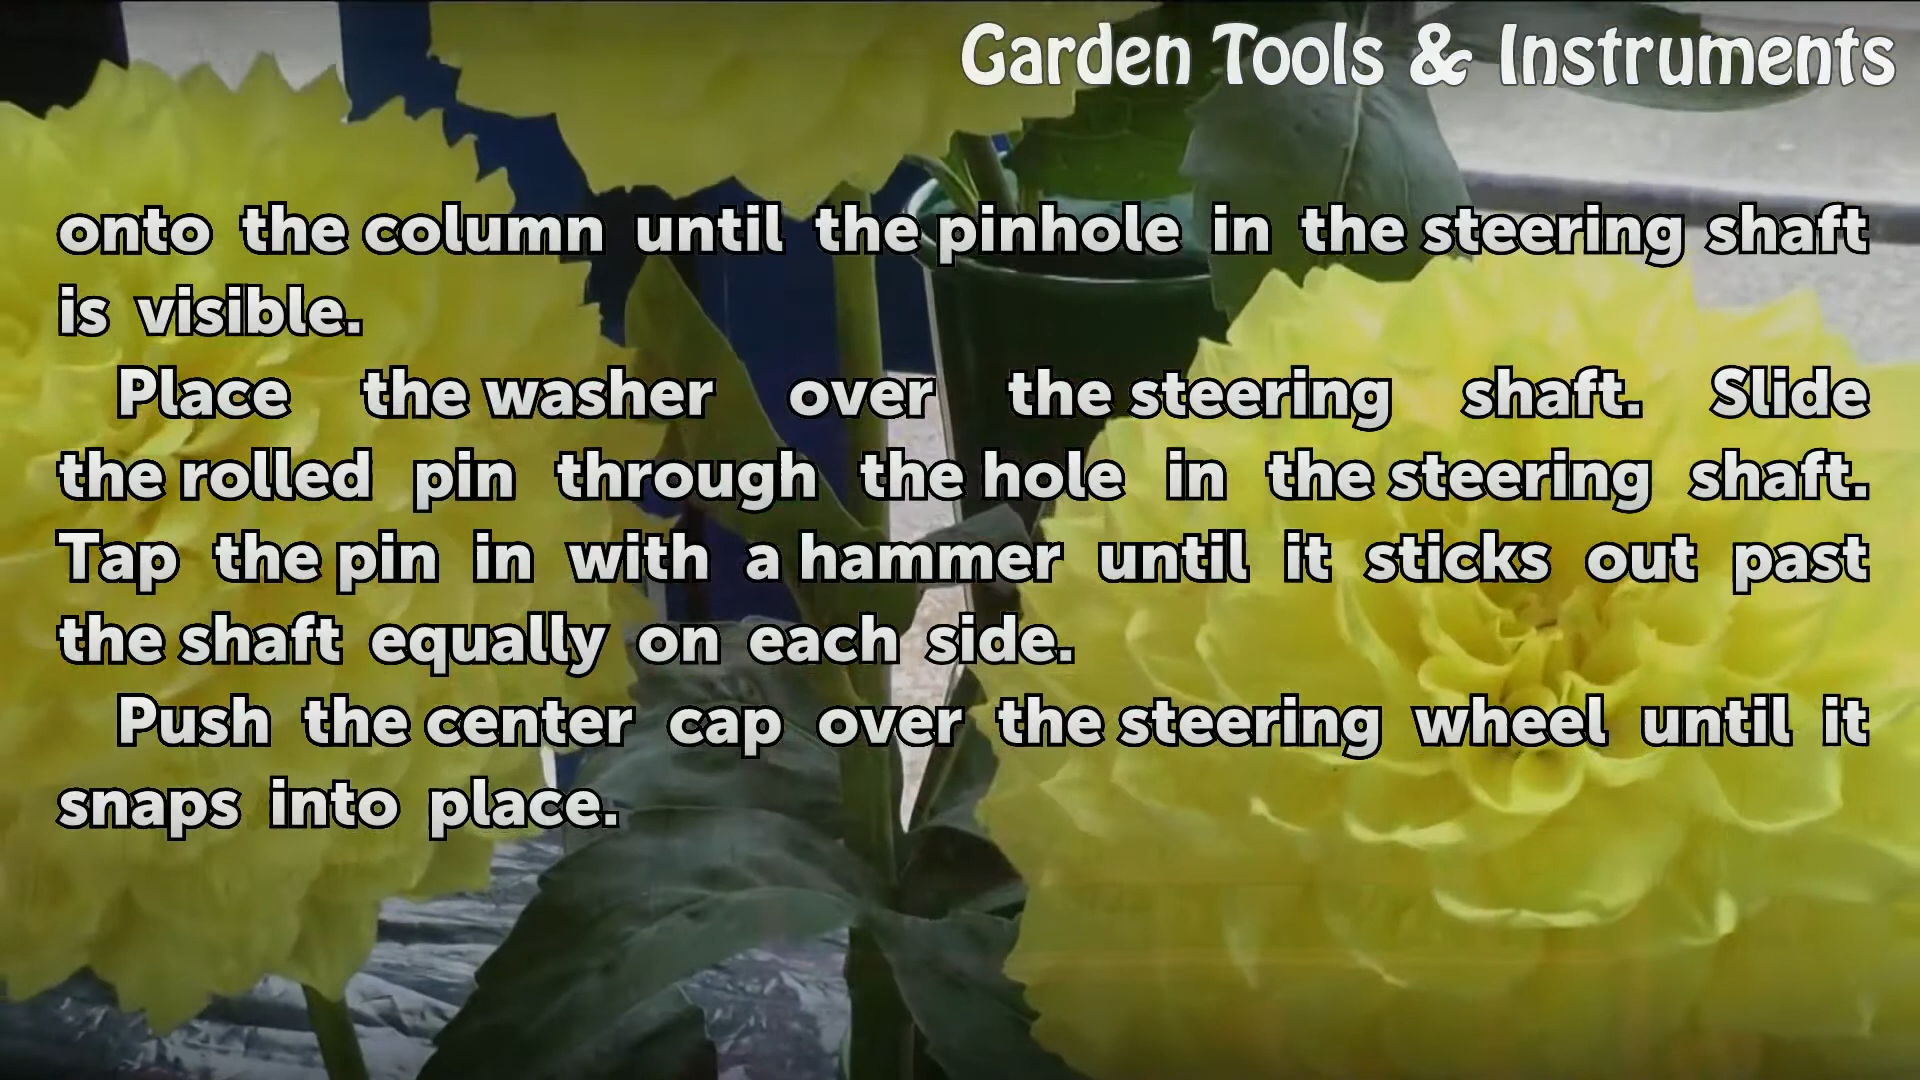 Garden Tools & Instruments
onto the column until the pinhole in the steering shaft
is visible.
Place the washer over the steering shaft. Slide
the rolled pin through the hole in the steering shaft.
Tap the pin in with a hammer until it sticks out past
the shaft equally on each side.
Push the center cap over the steering wheel until it
snaps into place.